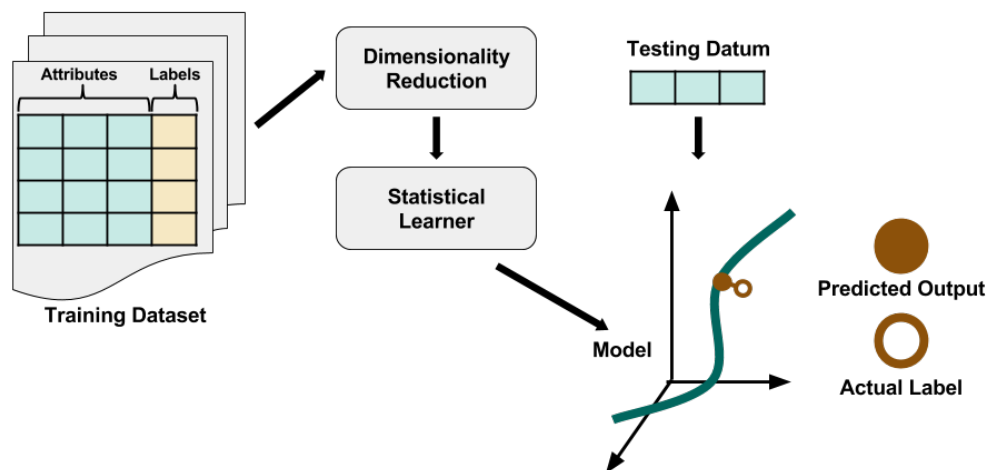 Attributes Labels
Training Dataset
Dimensionality
Reduction
Statistical
Learner
Testing Datum
Model
Predicted Output
Actual Label